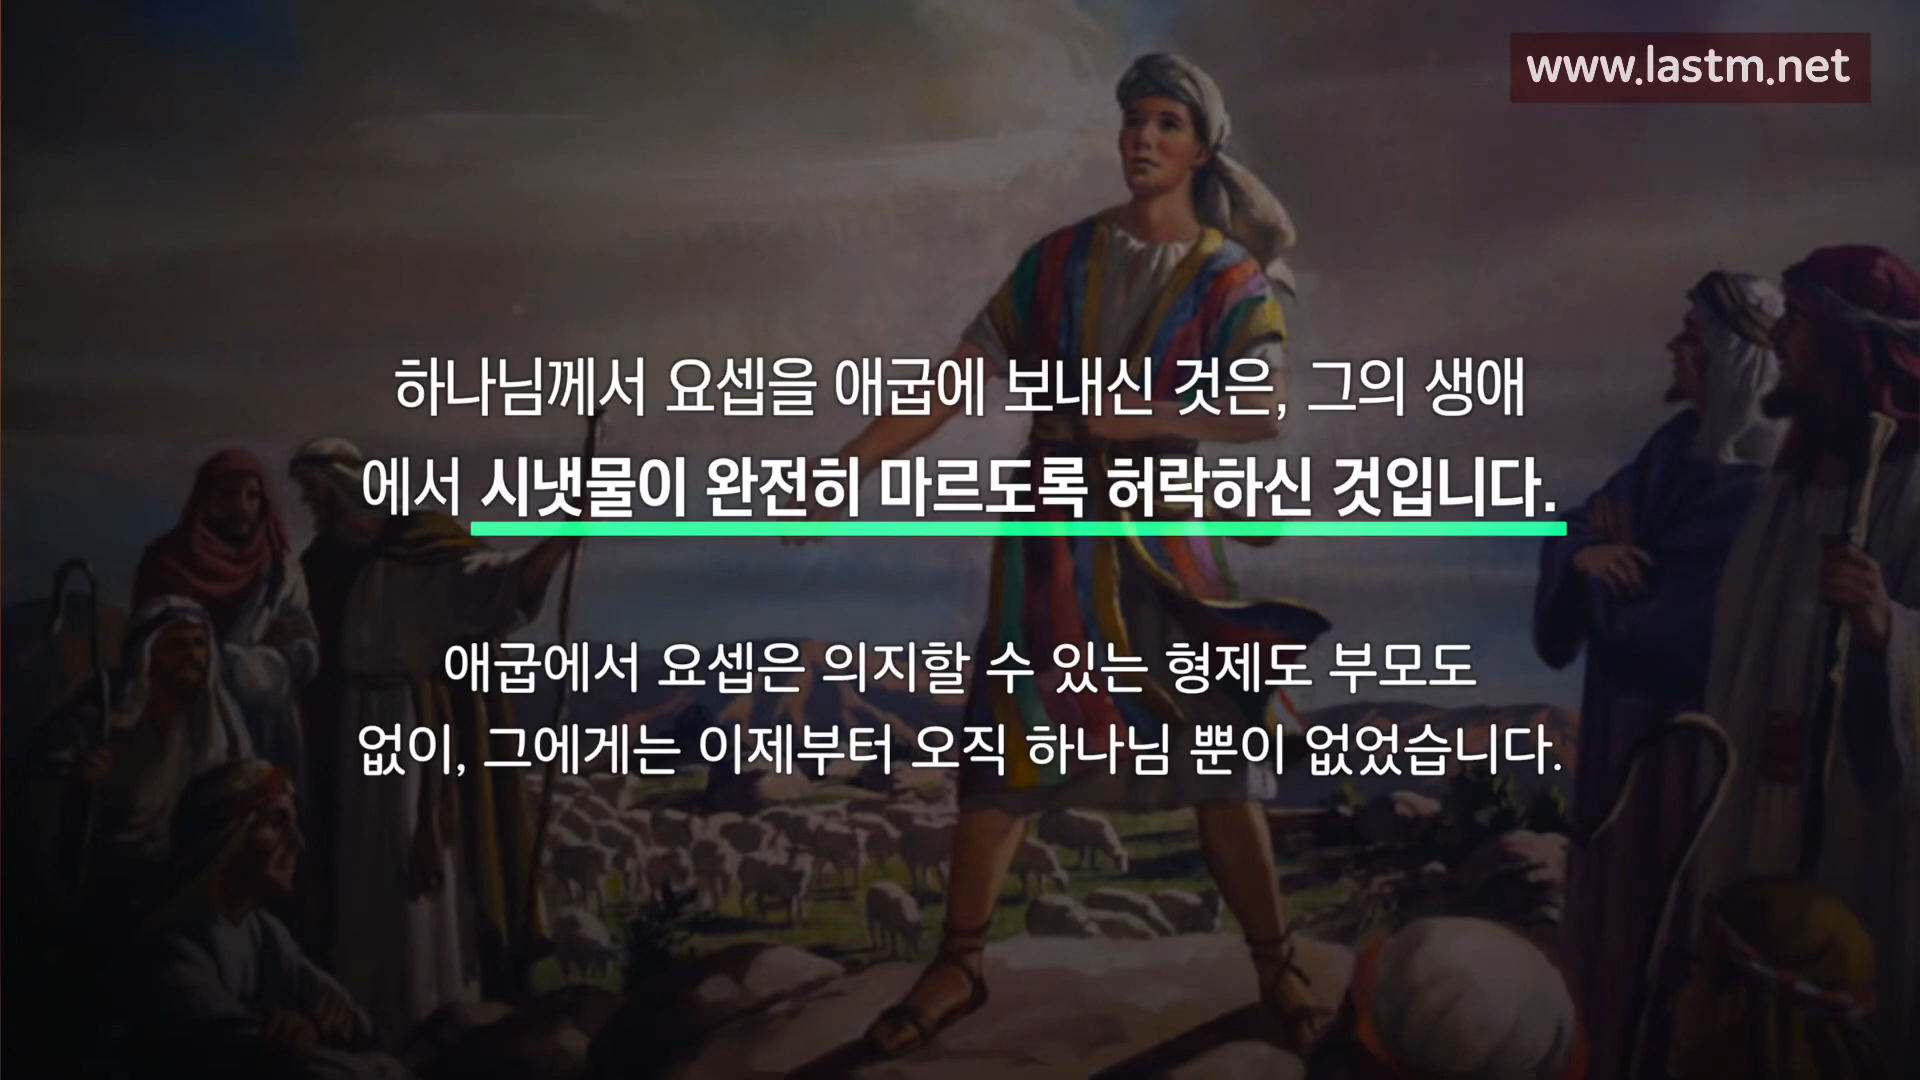 www.lastm.net
하나님께서 요셉을 애굽에 보내신 것은, 그의 생애
에서 시냇물이 완전히 마르도록 허락하신 것입니다.
애굽에서 요셉은 의지할 수 있는 형제도 부모도
없이, 그에게는 이제부터 오직 하나님 뿐이 없었습니다.